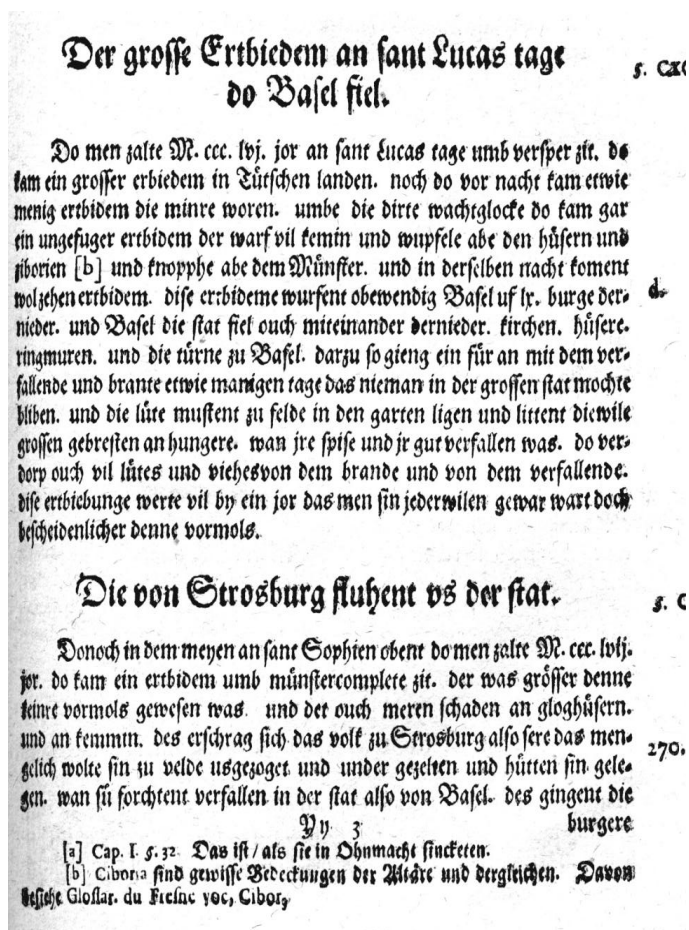 Der grosse Ertbiedem an sant Lucas tage
do Basel fiel.
§. CXC
Do men zalte M. ccc. lvj. jor an sant Lucas tage umb versper zit. do
kam ein grosser erbiedem in Tütschen landen. noch do vor nacht kam etwie
menig ertbidem die minre woren. umbe die dirte wachtglocke do kam gar
ein ungefuger ertbidem der warf vil kemin und wupfele abe den hüsern und
ziborien [b] und knopphe abe dem Münster. und in derselben nacht koment
wol zehen ertbidem. dise ertbideme wurfent obewendig Basel uf lx. burge der-
d.
nieder. und Basel die stat fiel ouch miteinander dernieder. kirchen. hüsere.
ringmuren. und die türne zu Basel. darzu so gieng ein für an mit dem ver-
fallende und brante etwie manigen tage das nieman in der grossen stat mochte
bliben. und die lüte mustent zu felde in den garten ligen und littent diewile
grossen gebresten an hungere. wan jre spise und jr gut verfallen was. do ver-
dorp ouch vil lütes und viehes von dem brande und von dem verfallende.
dise ertbiebunge werte vil by ein jor das men sin jederwilen gewar wart doch
bescheidenlicher denne vormols.
Die von Strosburg fluhent vs der stat.
§. C
Donoch in dem meyen an sant Sophien obent do men zalte M. ccc. lvij.
jor. do kam ein ertbidem umb münstercomplete zit. der was grösser denne
keinre vormols gewesen was. und det ouch meren schaden an gloghüsern.
und an kemmin. des erschrag sich das volk zu Strosburg also sere das men-
gelich wolte sin zu velde usgezoget und under gezelten und hütten sin gele-
270.
gen. wan sü forchtent verfallen in der stat also von Basel. des gingent die
Yy 3 burgere
[a] Cap. I. §. 32. Das ist / als sie in Ohnmacht sincketen.
[b] Ciboria sind gewisse Bedeckungen der Altäre und dergleichen. Davon
besiehe Glossar. du Fresne voc, Cibor,